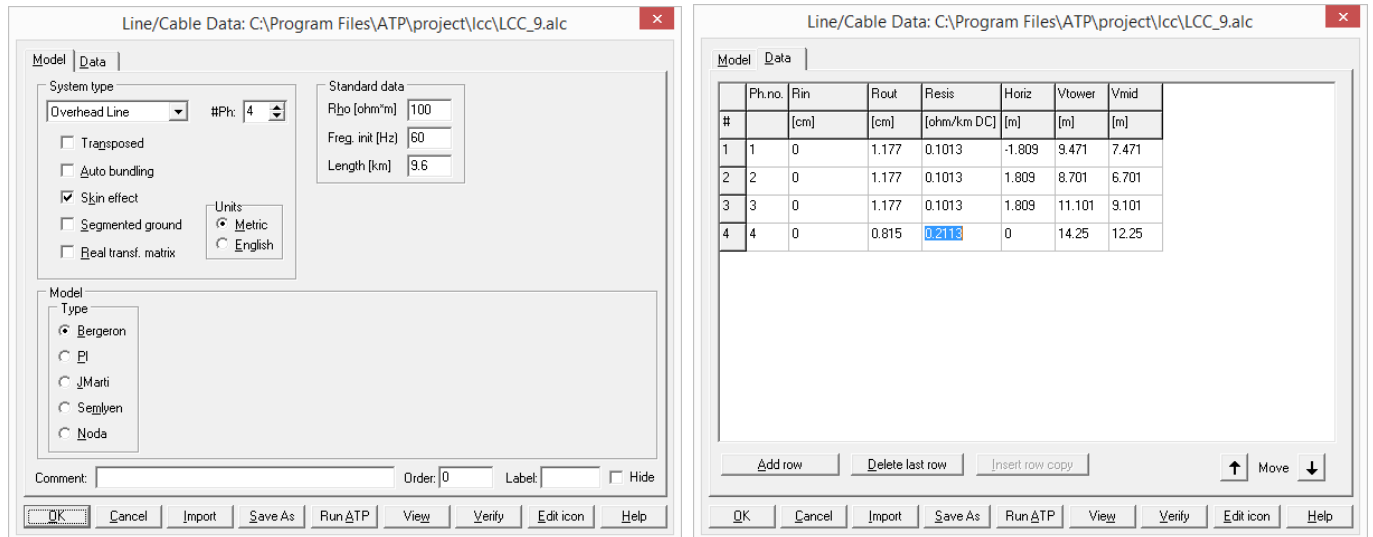 Line/Cable Data: C:\Program Files\ATP\project\lcc\LCC_9.alc
Model Data
System type
Overhead Line #Ph: 4
Transposed
Auto bundling
Skin effect
Segmented ground
Real transf. matrix
Units
Metric
English
Standard data
Rho [ohm*m] 100
Freq. init [Hz] 60
Length [km] 9.6
Model
Type
Bergeron
PI
JMarti
Semlyen
Noda
Comment: Order: 0 Label: Hide
OK Cancel Import Save As Run ATP View Verify Edit icon Help
Line/Cable Data: C:\Program Files\ATP\project\lcc\LCC_9.alc
Model Data
Ph.no. Rin Rout Resis Horiz Vtower Vmid
# [cm] [cm] [ohm/km DC] [m] [m] [m]
1 1 0 1.177 0.1013 -1.809 9.471 7.471
2 2 0 1.177 0.1013 1.809 8.701 6.701
3 3 0 1.177 0.1013 1.809 11.101 9.101
4 4 0 0.815 0.2113 0 14.25 12.25
Add row Delete last row Insert row copy Move
OK Cancel Import Save As Run ATP View Verify Edit icon Help